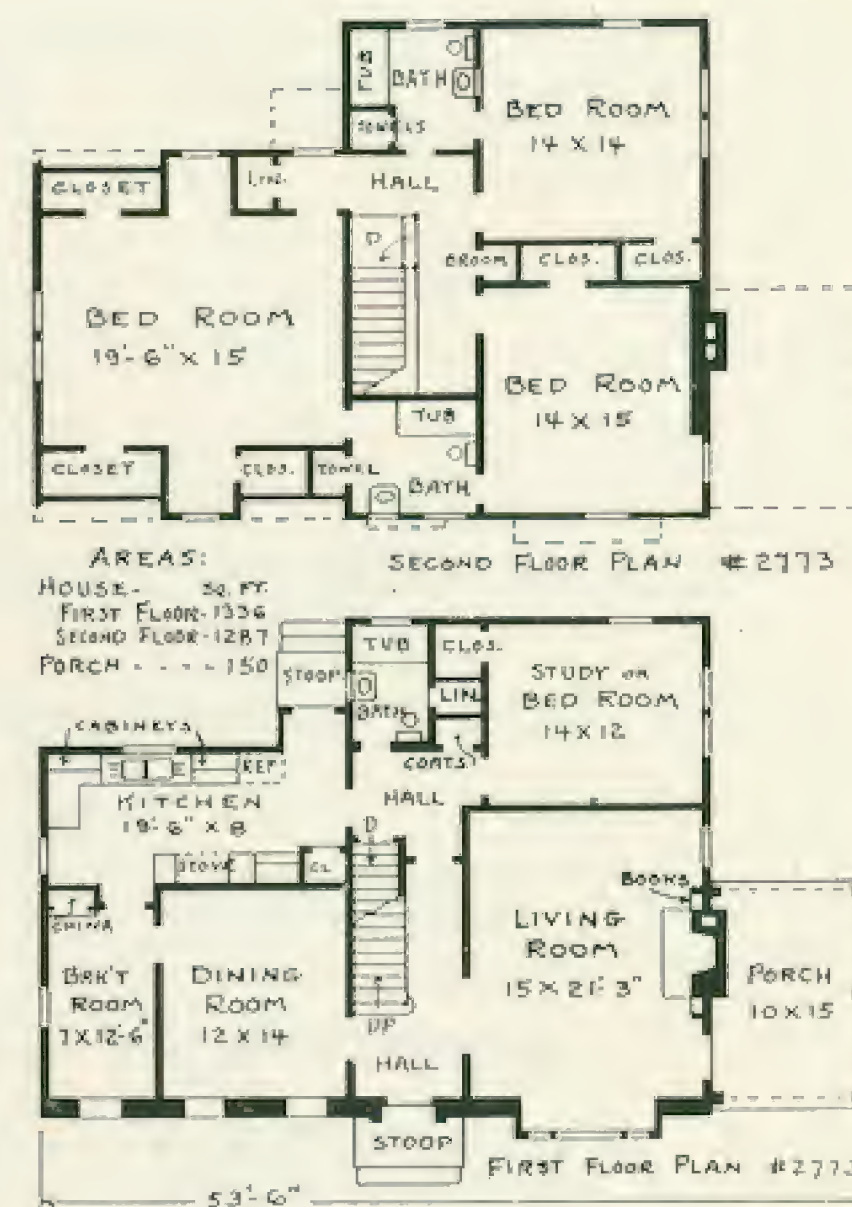 TUB
BATH
TOWELS
BED ROOM
14 X 14
CLOSET
LIN.
HALL
D
BROOM
CLOS.
CLOS.
BED ROOM
19'-6" X 15'
BED ROOM
14 X 15
TUB
CLOSET
CLOS.
TOWEL
BATH
AREAS:
HOUSE - SQ. FT.
FIRST FLOOR - 1336
SECOND FLOOR - 1287
PORCH - - - - 150
SECOND FLOOR PLAN #2773
STOOP
TUB
CLOS.
LIN.
BATH
COATS
STUDY OR
BED ROOM
14 X 12
CABINETS
REF.
KITCHEN
19'-6" X 8
HALL
D
STOVE
CL.
CHINA
BOOKS
LIVING
ROOM
15 X 21'-3"
BRK'T
ROOM
7 X 12'-6"
DINING
ROOM
12 X 14
PORCH
10 X 15
UP
HALL
STOOP
FIRST FLOOR PLAN #2773
53'-6"